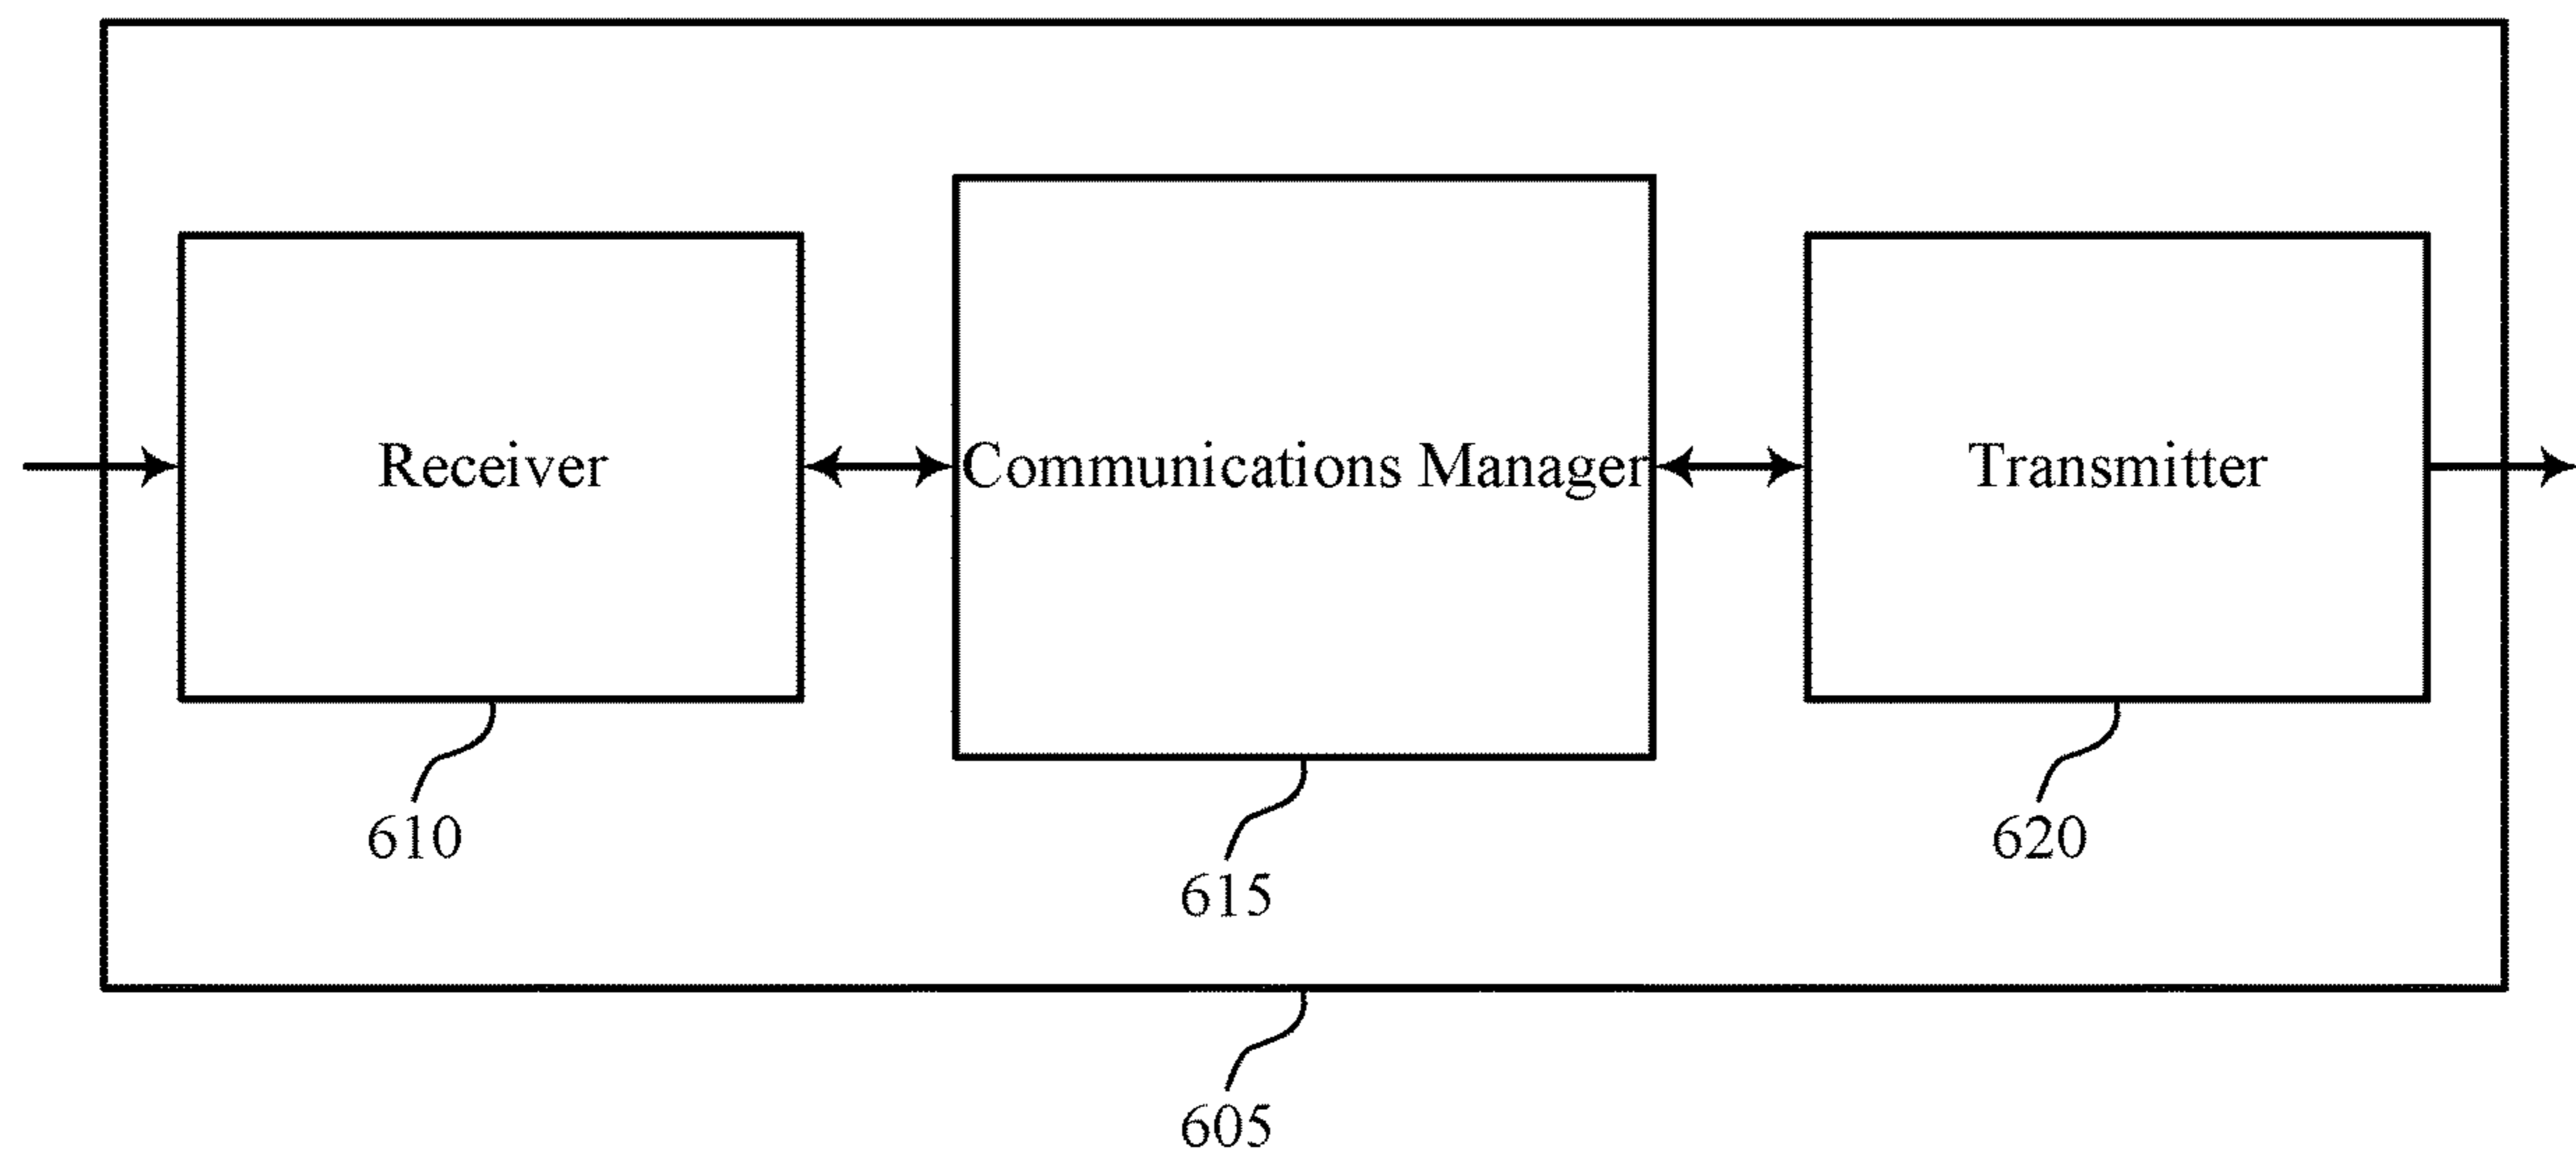 Receiver
Communications Manager
Transmitter
610
615
620
605